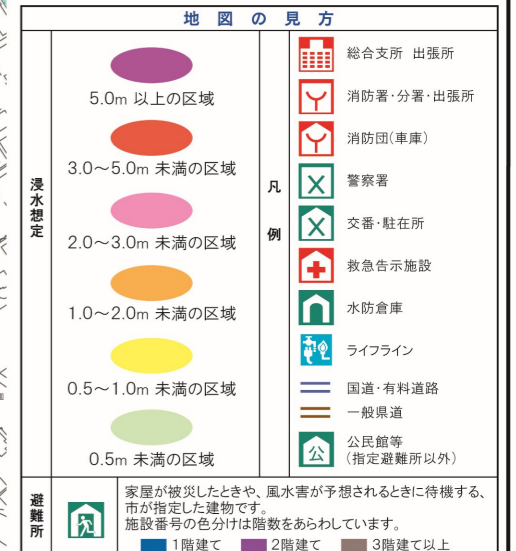 地図の見方
浸水想定
5.0m 以上の区域
3.0～5.0m 未満の区域
2.0～3.0m 未満の区域
1.0～2.0m 未満の区域
0.5～1.0m 未満の区域
0.5m 未満の区域
凡例
総合支所 出張所
消防署・分署・出張所
消防団(車庫)
警察署
交番・駐在所
救急告示施設
水防倉庫
ライフライン
国道・有料道路
一般県道
公
公民館等
(指定避難所以外)
避難所
家屋が被災したときや、風水害が予想されるときに待機する、
市が指定した建物です。
施設番号の色分けは階数をあらわしています。
1階建て 2階建て 3階建て以上